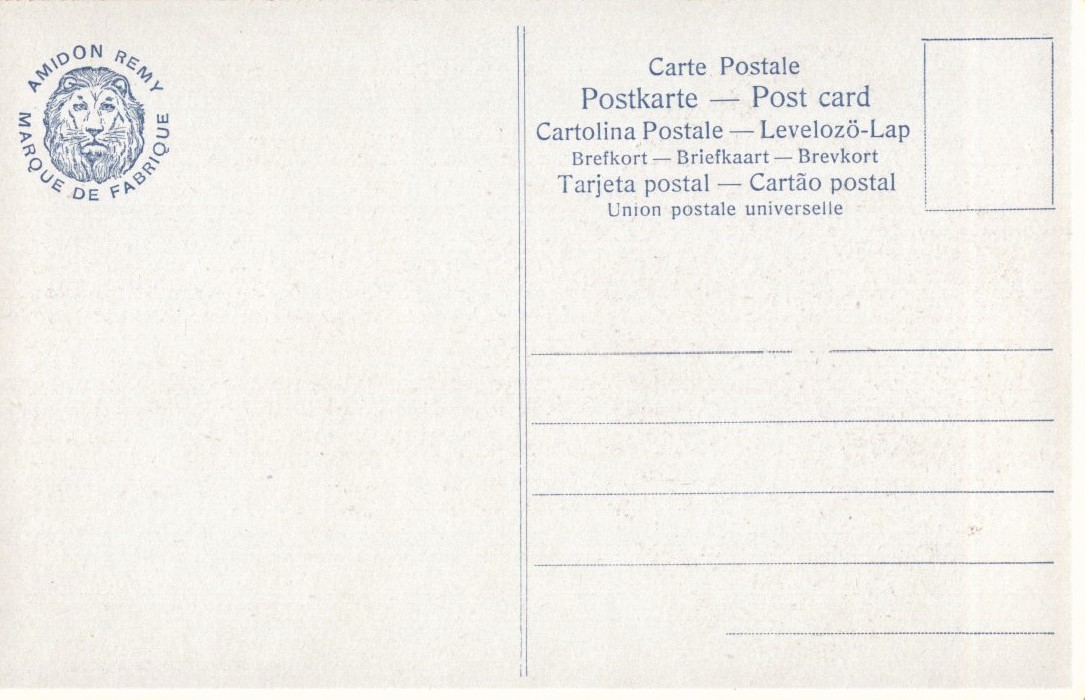 AMIDON REMY
MARQUE DE FABRIQUE
Carte Postale
Postkarte — Post card
Cartolina Postale — Levelozö-Lap
Brefkort — Briefkaart — Brevkort
Tarjeta postal — Cartão postal
Union postale universelle